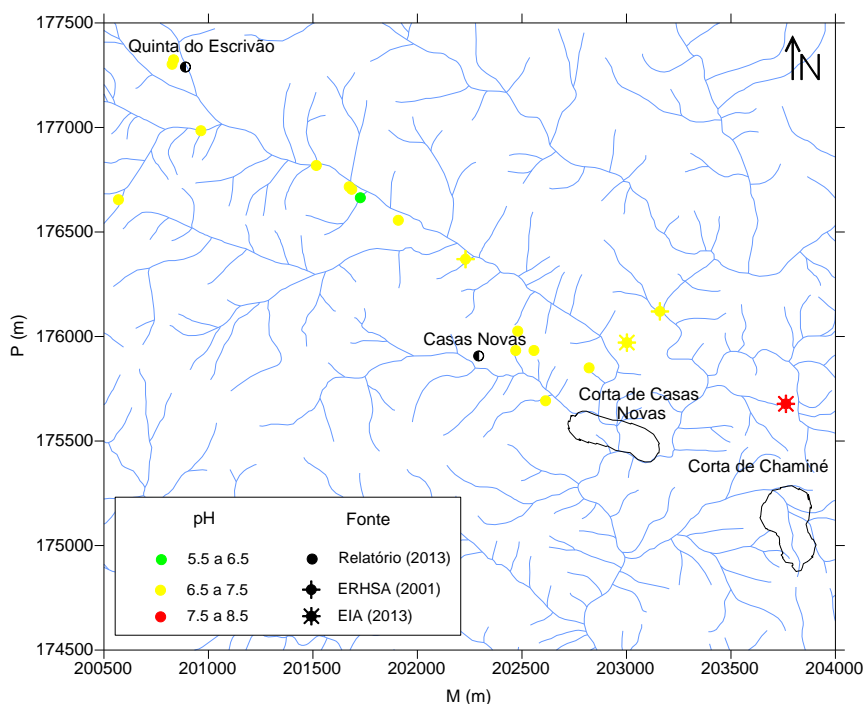 177500
Quinta do Escrivão
N
177000
176500
P (m)
176000
Casas Novas
Corta de Casas
Novas
175500
Corta de Chaminé
pH
Fonte
5.5 a 6.5
Relatório (2013)
175000
6.5 a 7.5
ERHSA (2001)
7.5 a 8.5
EIA (2013)
174500
200500 201000 201500 202000 202500 203000 203500 204000
M (m)